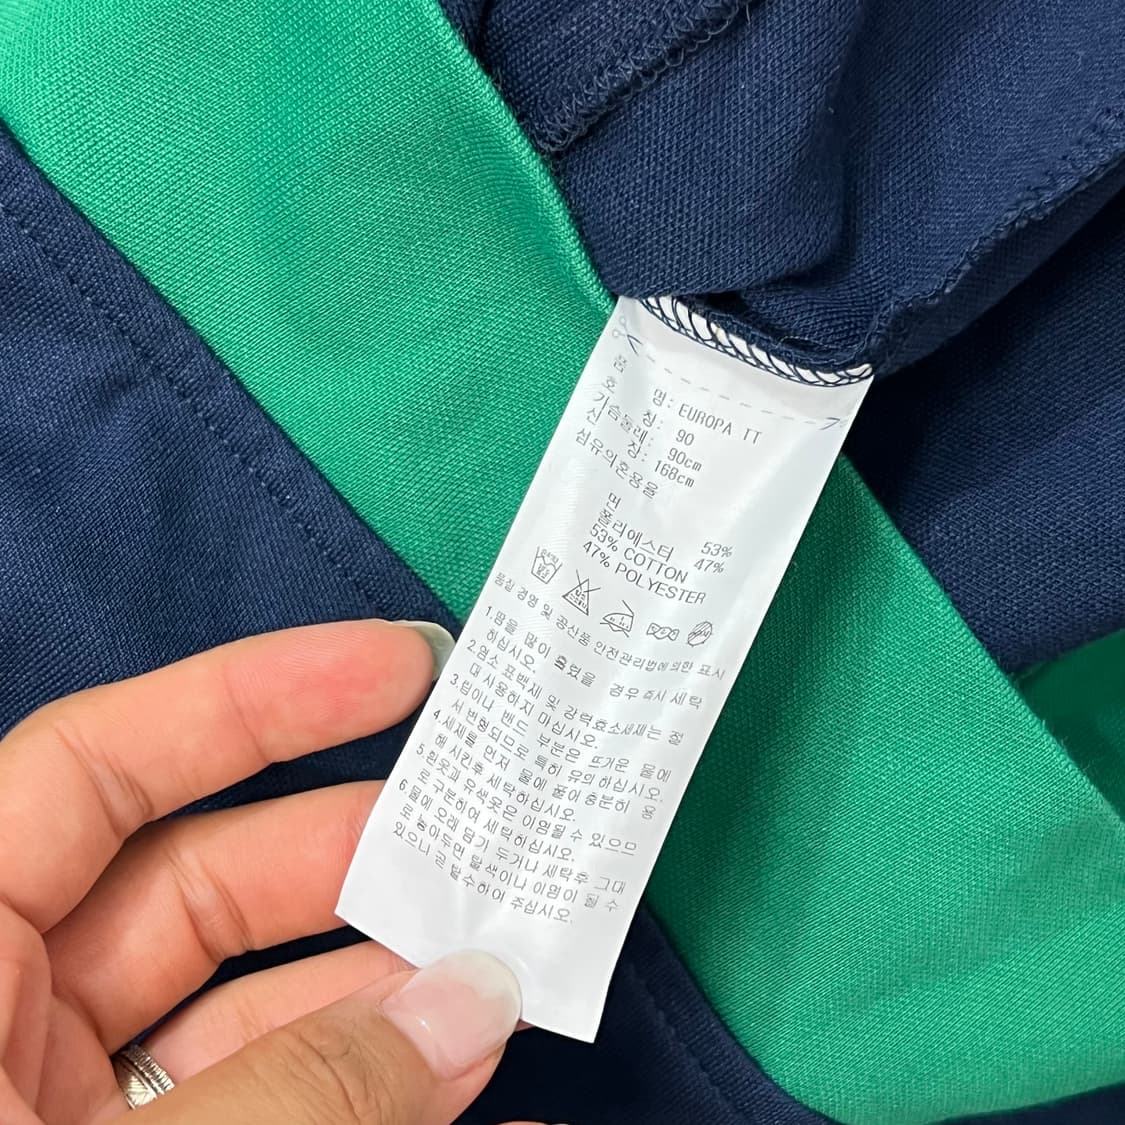 품 명: EUROPA TT
호 칭: 90
가슴둘레: 90cm
신 장: 168cm
섬유의혼용율
면 53%
폴리에스터 47%
53% COTTON
47% POLYESTER
품질 경영 및 공산품 안전관리법에의한 표시
1.땀을 많이 흘렸을 경우 즉시 세탁
하십시오.
2.염소 표백제 및 강력효소세제는 절
대 사용하지 마십시오.
3.립이나 밴드 부분은 뜨거운 물에
서 변형되므로 특히 유의하십시오.
4.세제를 먼저 물에 풀어 충분히 용
해 시킨후 세탁하십시오.
5.흰옷과 유색옷은 이염될 수 있으므
로 구분하여 세탁하십시오.
6.물에 오래 담기 두거나 세탁후 그대
로 놓아두면 탈색이나 이염이 될 수
있으니 곧 탈수하여 주십시오.